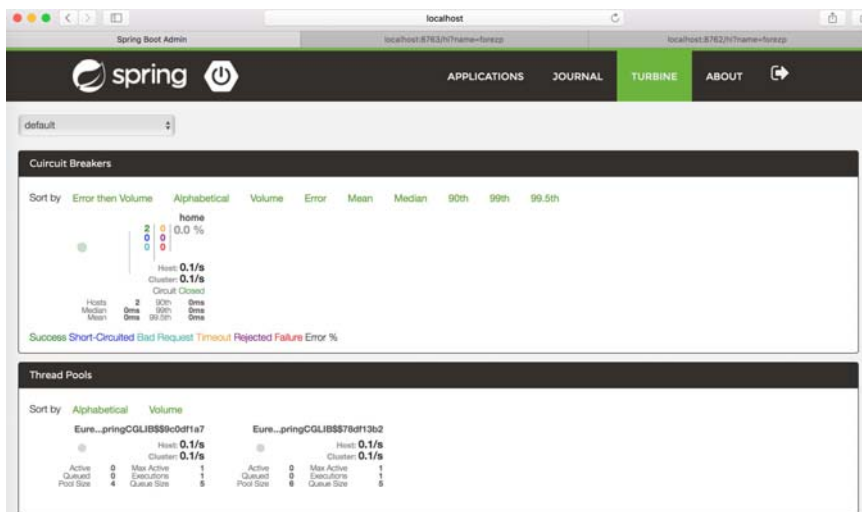 localhost
Spring Boot Admin
localhost:8763/hi?name=forezp
localhost:8762/hi?name=forezp
spring
APPLICATIONS JOURNAL TURBINE ABOUT
default
Cuircuit Breakers
Sort by Error then Volume Alphabetical Volume Error Mean Median 90th 99th 99.5th
home
2 0 0.0 %
0 0
0 0
Host: 0.1/s
Cluster: 0.1/s
Circuit Closed
Hosts 2 90th 0ms
Median 0ms 99th 0ms
Mean 0ms 99.5th 0ms
Success Short-Circuited Bad Request Timeout Rejected Failure Error %
Thread Pools
Sort by Alphabetical Volume
Eure...pringCGLIB$$9c0df1a7 Eure...pringCGLIB$$78df13b2
Host: 0.1/s Host: 0.1/s
Cluster: 0.1/s Cluster: 0.1/s
Active 0 Max Active 1 Active 0 Max Active 1
Queued 0 Executions 1 Queued 0 Executions 1
Pool Size 4 Queue Size 5 Pool Size 6 Queue Size 5